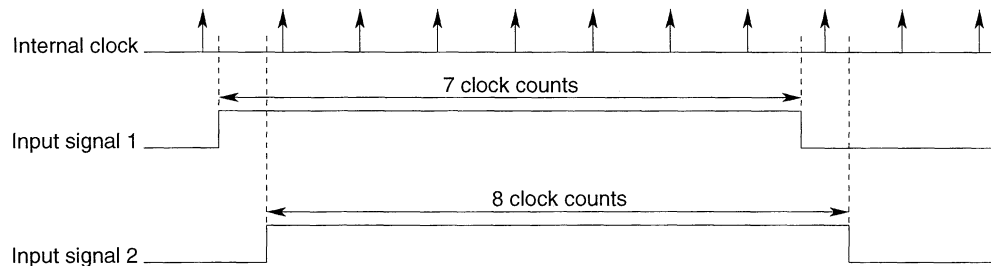 Internal clock
7 clock counts
Input signal 1
8 clock counts
Input signal 2